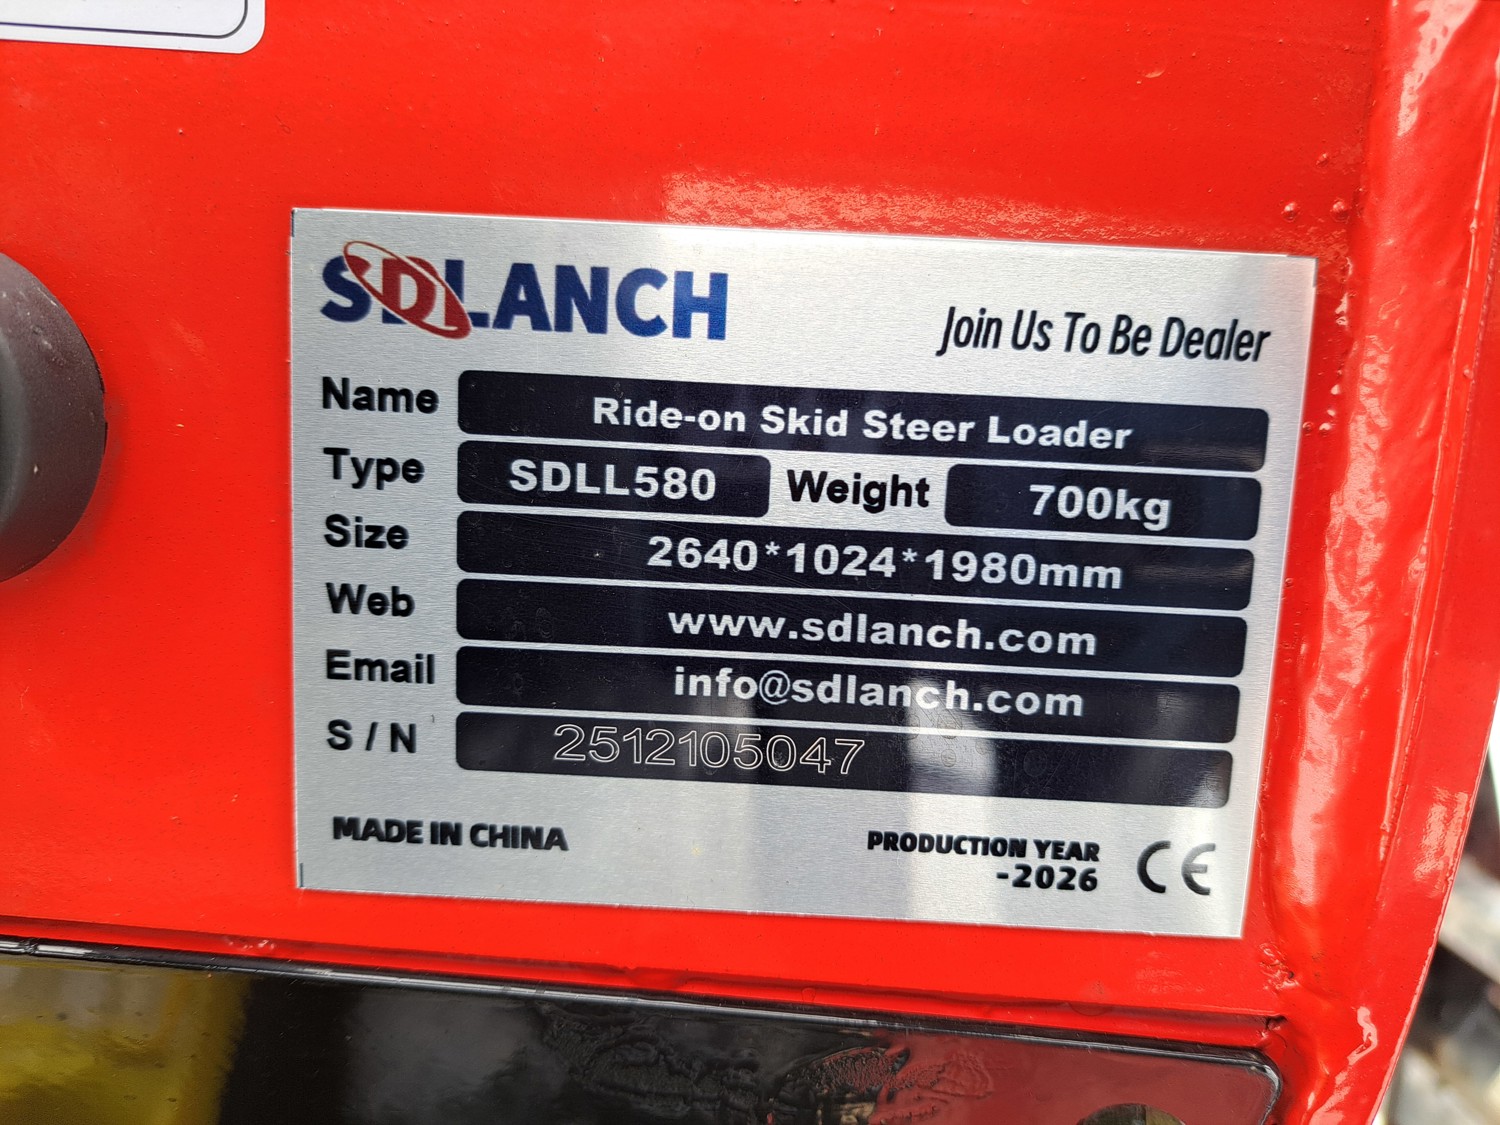 SDLANCH
Join Us To Be Dealer
Name Ride-on Skid Steer Loader
Type SDLL580 Weight 700kg
Size 2640*1024*1980mm
Web www.sdlanch.com
Email info@sdlanch.com
S / N 2512105047
MADE IN CHINA
PRODUCTION YEAR
-2026
CE